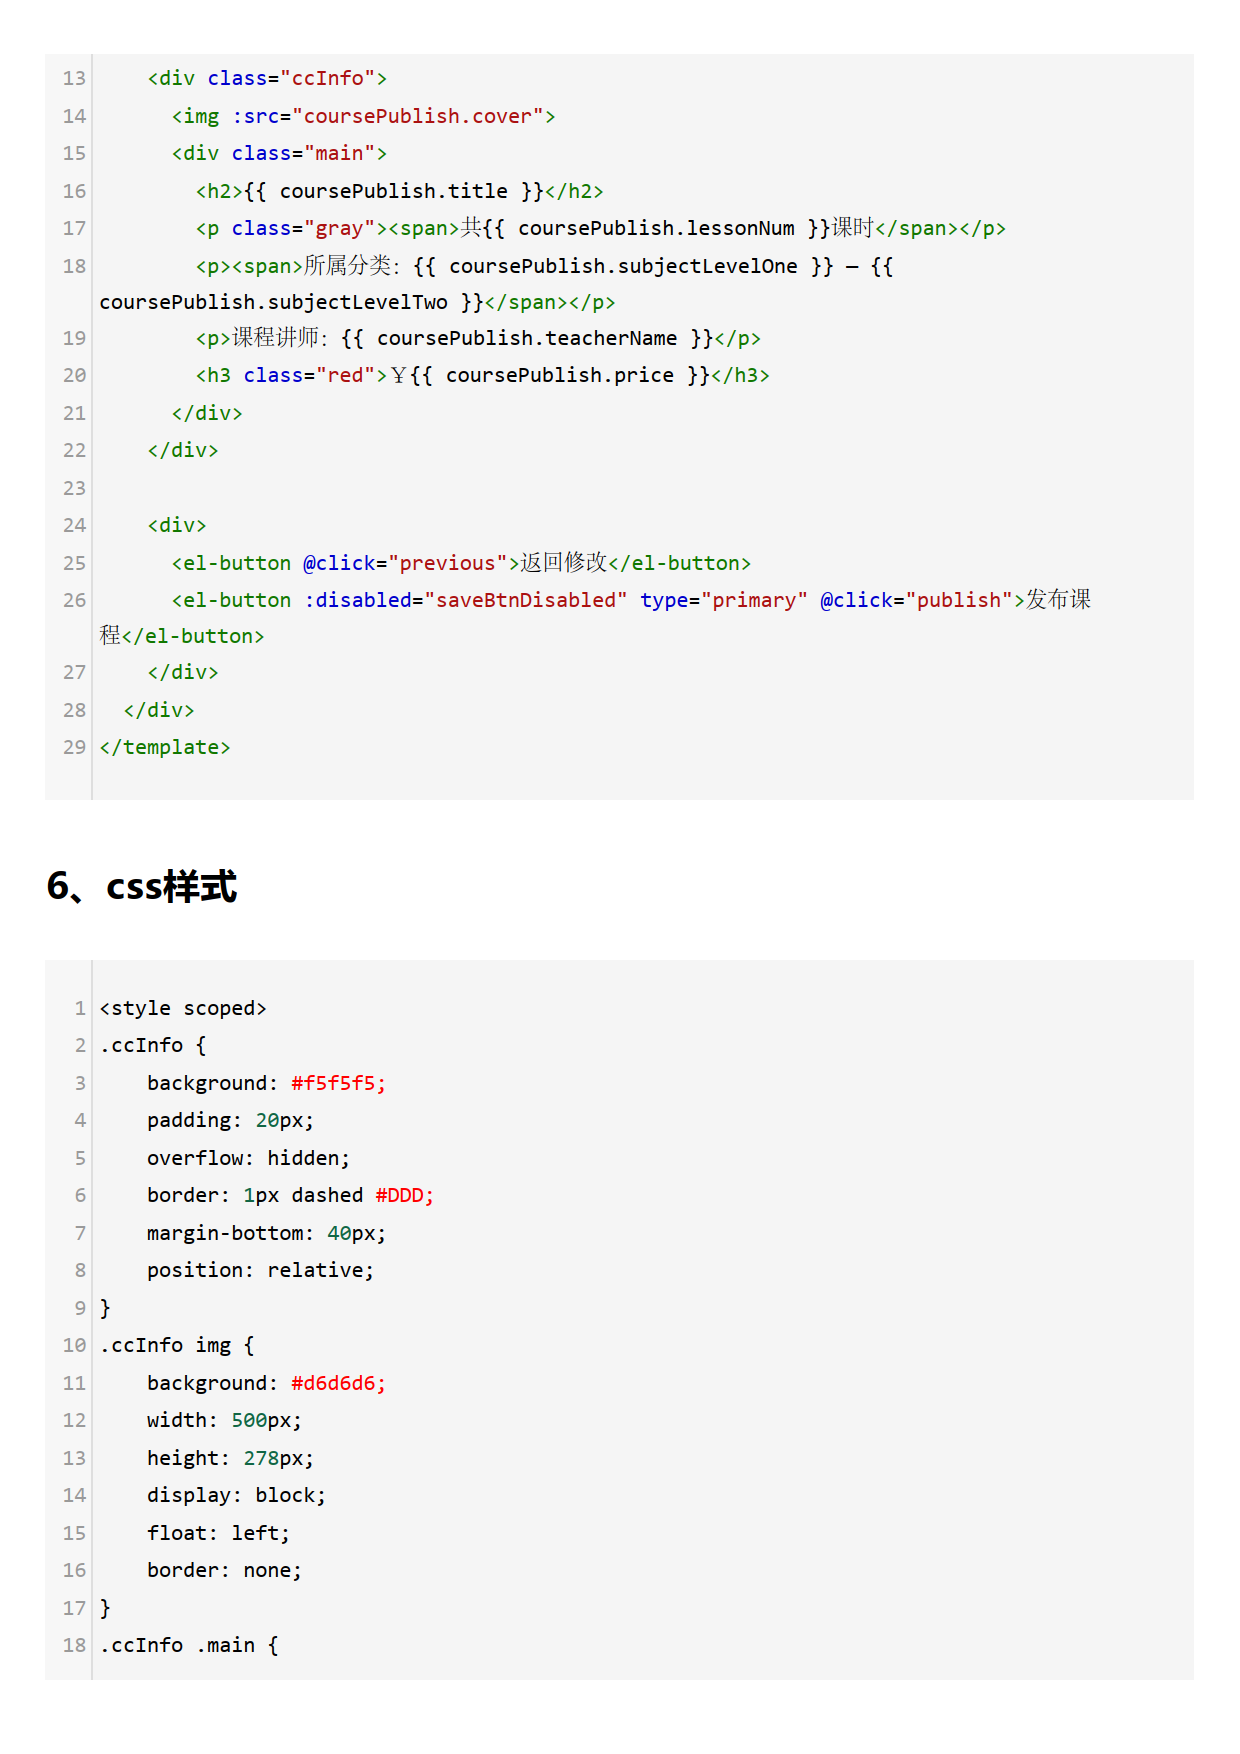 13     <div class="ccInfo">
14       <img :src="coursePublish.cover">
15       <div class="main">
16         <h2>{{ coursePublish.title }}</h2>
17         <p class="gray"><span>共{{ coursePublish.lessonNum }}课时</span></p>
18         <p><span>所属分类：{{ coursePublish.subjectLevelOne }} — {{
coursePublish.subjectLevelTwo }}</span></p>
19         <p>课程讲师：{{ coursePublish.teacherName }}</p>
20         <h3 class="red">￥{{ coursePublish.price }}</h3>
21       </div>
22     </div>
23
24     <div>
25       <el-button @click="previous">返回修改</el-button>
26       <el-button :disabled="saveBtnDisabled" type="primary" @click="publish">发布课
程</el-button>
27     </div>
28   </div>
29 </template>
6、css样式
1 <style scoped>
2 .ccInfo {
3     background: #f5f5f5;
4     padding: 20px;
5     overflow: hidden;
6     border: 1px dashed #DDD;
7     margin-bottom: 40px;
8     position: relative;
9 }
10 .ccInfo img {
11     background: #d6d6d6;
12     width: 500px;
13     height: 278px;
14     display: block;
15     float: left;
16     border: none;
17 }
18 .ccInfo .main {